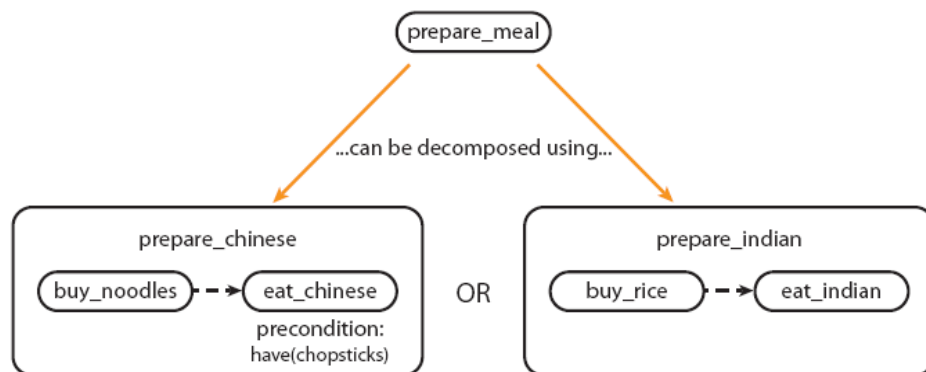 prepare_meal
...can be decomposed using...
prepare_chinese
buy_noodles
eat_chinese
precondition:
have(chopsticks)
OR
prepare_indian
buy_rice
eat_indian